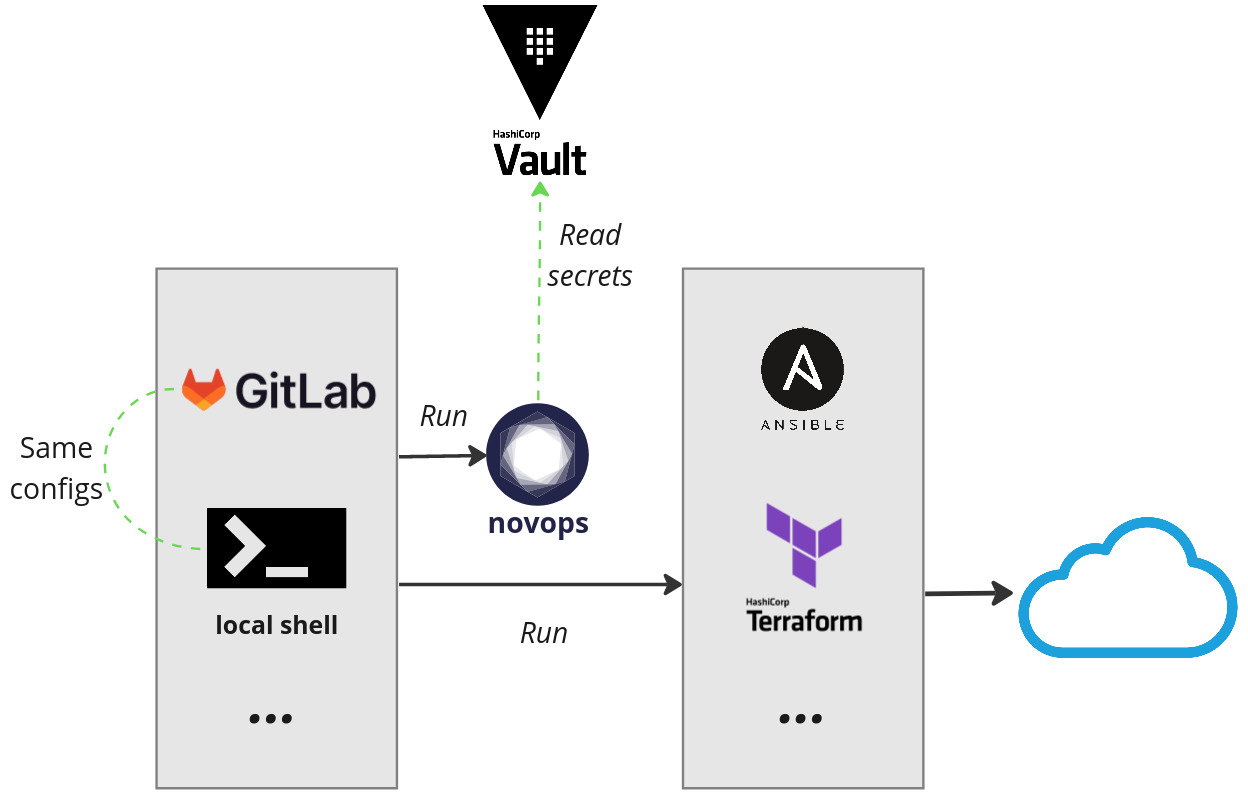 HashiCorp
Vault
Read
secrets
GitLab
Run
Same
configs
novops
ANSIBLE
HashiCorp
Terraform
local shell
Run
...
...